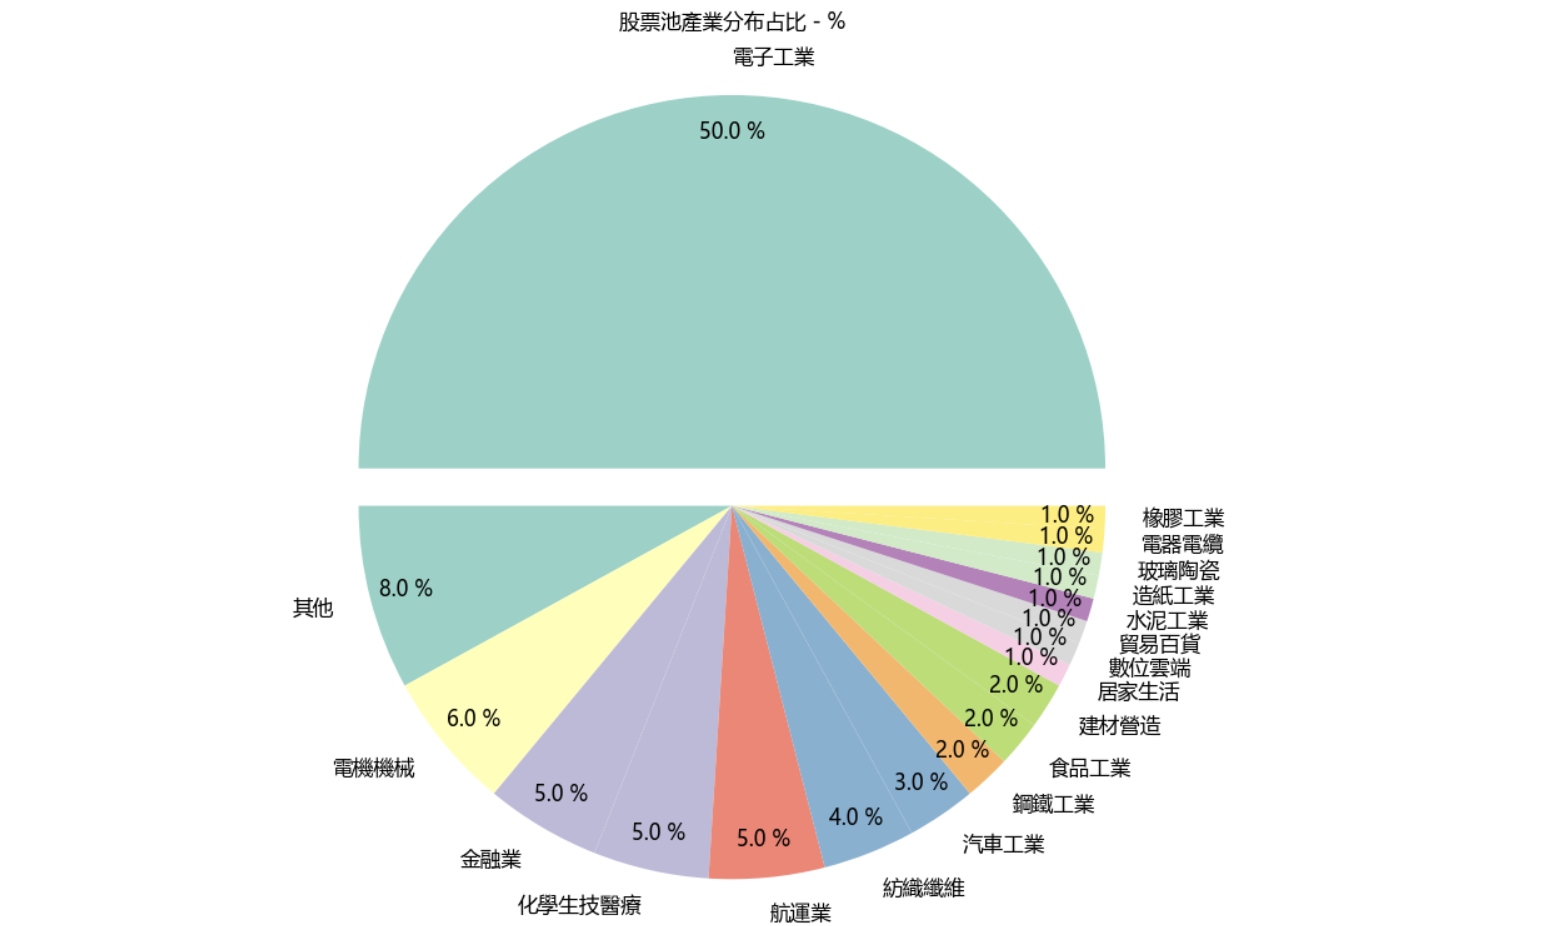 股票池產業分布占比 - %
電子工業
50.0 %
其他
8.0 %
電機機械
6.0 %
金融業
5.0 %
化學生技醫療
5.0 %
航運業
5.0 %
紡織纖維
4.0 %
汽車工業
3.0 %
鋼鐵工業
2.0 %
食品工業
2.0 %
建材營造
2.0 %
居家生活
1.0 %
數位雲端
1.0 %
貿易百貨
1.0 %
水泥工業
1.0 %
造紙工業
1.0 %
玻璃陶瓷
1.0 %
電器電纜
1.0 %
橡膠工業
1.0 %